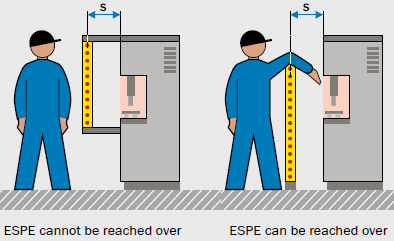 S
S
ESPE cannot be reached over
ESPE can be reached over